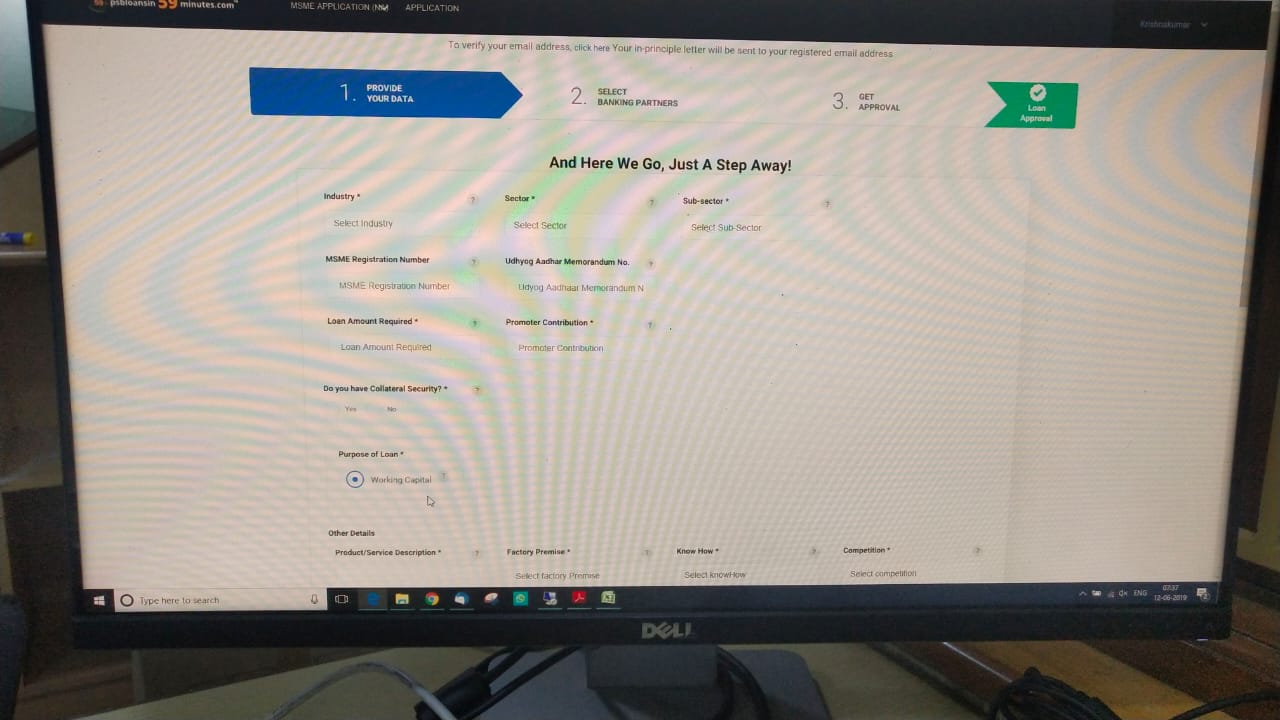 psbloansin 59 minutes.com
MSME APPLICATION (NM) APPLICATION
Krishnakumar
To verify your email address, click here Your in-principle letter will be sent to your registered email address
1. PROVIDE YOUR DATA
2. SELECT BANKING PARTNERS
3. GET APPROVAL
Loan Approval
And Here We Go, Just A Step Away!
Industry * ? Sector * ? Sub-sector * ?
Select Industry Select Sector Select Sub-Sector
MSME Registration Number ? Udhyog Aadhar Memorandum No. ?
MSME Registration Number Udyog Aadhaar Memorandum N
Loan Amount Required * ? Promoter Contribution * ?
Loan Amount Required Promoter Contribution
Do you have Collateral Security? * ?
Yes No
Purpose of Loan *
Working Capital ?
Other Details
Product/Service Description * ? Factory Premise * ? Know How * ? Competition * ?
Select factory Premise Select knowHow Select competition
Type here to search
ENG
07:37
12-06-2019
DELL